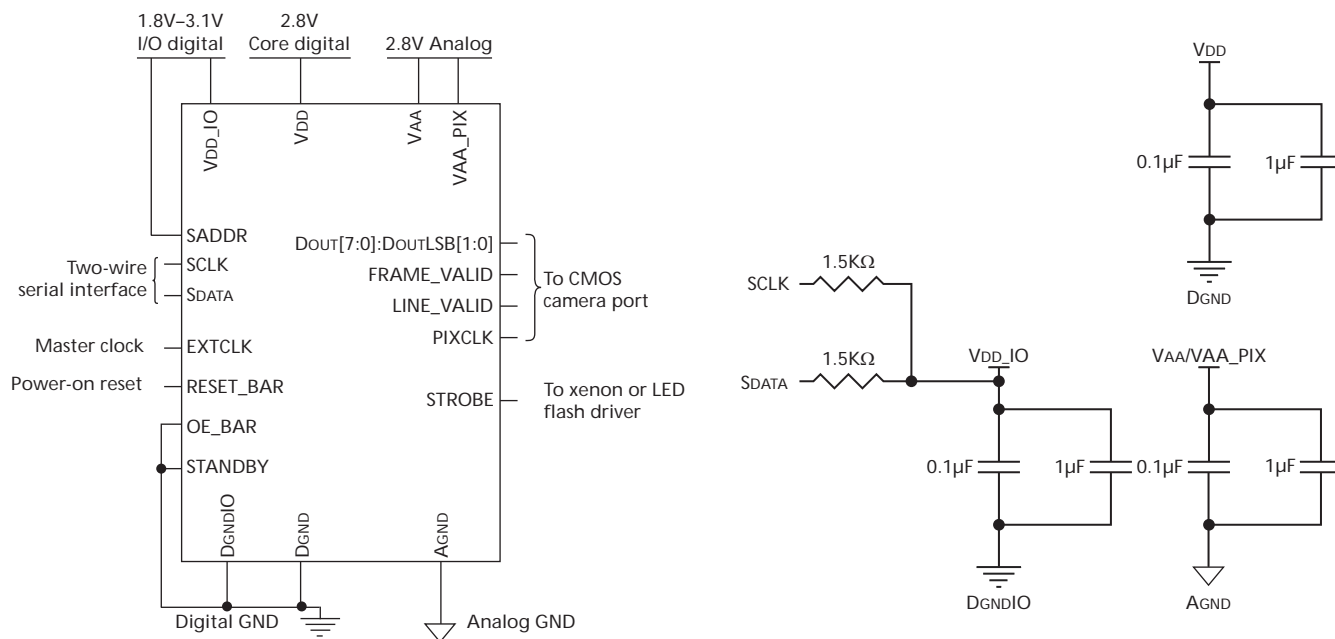 1.8V–3.1V
I/O digital
2.8V
Core digital
2.8V Analog
VDD_IO
VDD
VAA
VAA_PIX
SADDR
Two-wire
serial interface
SCLK
SDATA
Master clock
EXTCLK
Power-on reset
RESET_BAR
OE_BAR
STANDBY
DOUT[7:0]:DOUTLSB[1:0]
FRAME_VALID
LINE_VALID
PIXCLK
To CMOS
camera port
STROBE
To xenon or LED
flash driver
DGNDIO
DGND
AGND
Digital GND
Analog GND
VDD
0.1µF
1µF
DGND
SCLK
1.5KΩ
SDATA
1.5KΩ
VDD_IO
0.1µF
1µF
DGNDIO
VAA/VAA_PIX
0.1µF
1µF
AGND